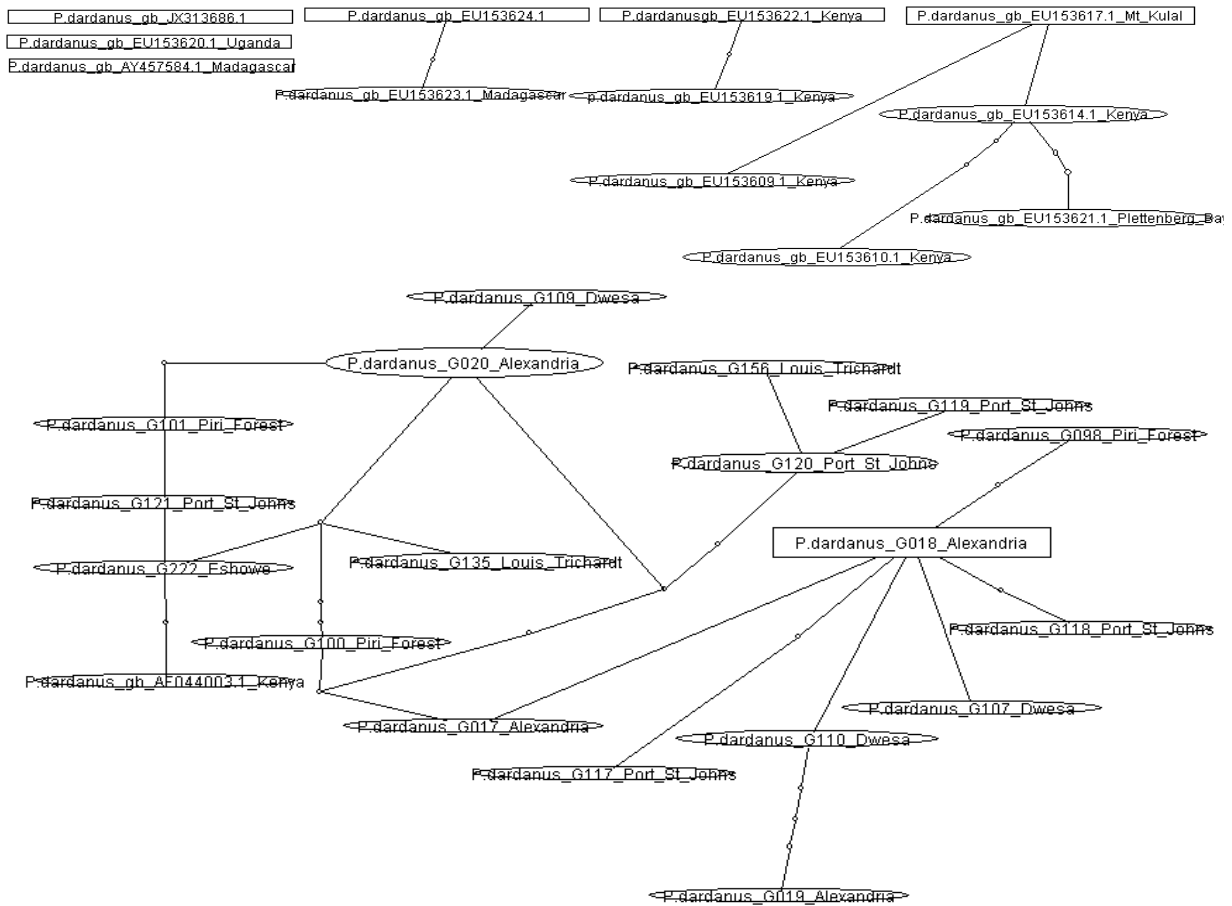 P.dardanus_gb_JX313686.1
P.dardanus_gb_EU153624.1
P.dardanusgb_EU153622.1_Kenya
P.dardanus_gb_EU153617.1_Mt_Kulal
P.dardanus_gb_EU153620.1_Uganda
P.dardanus_gb_AY457584.1_Madagascar
P.dardanus_gb_EU153623.1_Madagascar
p.dardanus_gb_EU153619.1_Kenya
P.dardanus_gb_EU153614.1_Kenya
P.dardanus_gb_EU153609.1_Kenya
P.dardanus_gb_EU153621.1_Plettenberg_Bay
P.dardanus_gb_EU153610.1_Kenya
P.dardanus_G109_Dwesa
P.dardanus_G020_Alexandria
P.dardanus_G156_Louis_Trichardt
P.dardanus_G119_Port_St_Johns
P.dardanus_G101_Piri_Forest
P.dardanus_G098_Piri_Forest
P.dardanus_G120_Port_St_Johns
P.dardanus_G121_Port_St_Johns
P.dardanus_G018_Alexandria
P.dardanus_G222_Eshowe
P.dardanus_G135_Louis_Trichardt
P.dardanus_G118_Port_St_Johns
P.dardanus_G100_Piri_Forest
P.dardanus_gb_AF044003.1_Kenya
P.dardanus_G107_Dwesa
P.dardanus_G017_Alexandria
P.dardanus_G110_Dwesa
P.dardanus_G117_Port_St_Johns
P.dardanus_G019_Alexandria